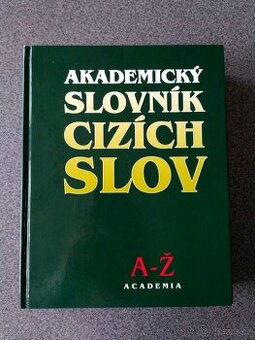 AKADEMICKÝ
SLOVNÍK
CIZÍCH
SLOV
A-Ž
ACADEMIA